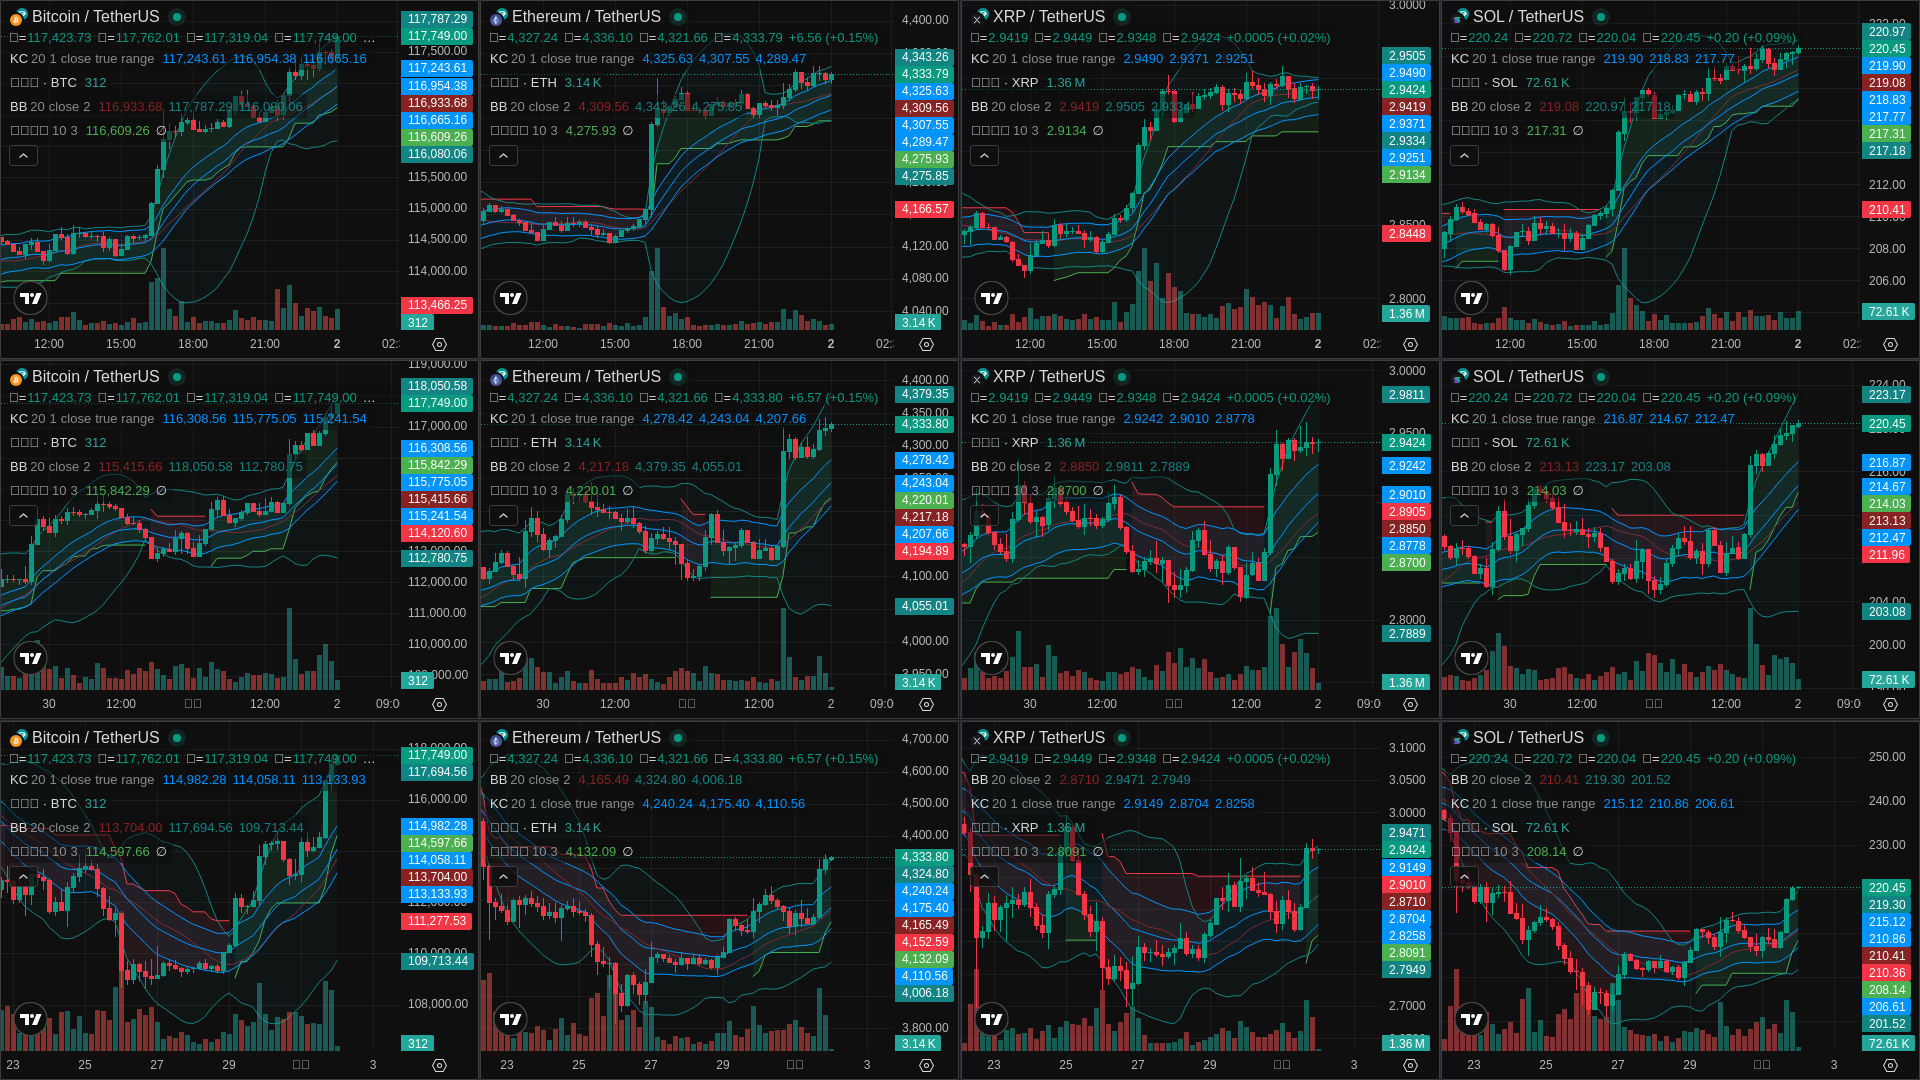 Bitcoin / TetherUS
=117,423.73 =117,762.01 =117,319.04 =117,749.00 ...
KC 20 1 close true range 117,243.61 116,954.38 116,665.16
· BTC 312
BB 20 close 2 116,933.68 117,787.29 116,080.06
10 3 116,609.26 ∅
117,787.29
117,749.00
117,500.00
117,243.61
116,954.38
116,933.68
116,665.16
116,609.26
116,080.06
115,500.00
115,000.00
114,500.00
114,000.00
113,466.25
312
12:00 15:00 18:00 21:00 2 02:
Ethereum / TetherUS
=4,327.24 =4,336.10 =4,321.66 =4,333.79 +6.56 (+0.15%)
KC 20 1 close true range 4,325.63 4,307.55 4,289.47
· ETH 3.14 K
BB 20 close 2 4,309.56 4,343.26 4,275.85
10 3 4,275.93 ∅
4,400.00
4,343.26
4,333.79
4,325.63
4,309.56
4,307.55
4,289.47
4,275.93
4,275.85
4,166.57
4,120.00
4,080.00
4,040.00
3.14 K
12:00 15:00 18:00 21:00 2 02:
XRP / TetherUS
=2.9419 =2.9449 =2.9348 =2.9424 +0.0005 (+0.02%)
KC 20 1 close true range 2.9490 2.9371 2.9251
· XRP 1.36 M
BB 20 close 2 2.9419 2.9505 2.9334
10 3 2.9134 ∅
3.0000
2.9505
2.9490
2.9424
2.9419
2.9371
2.9334
2.9251
2.9134
2.8500
2.8448
2.8000
1.36 M
12:00 15:00 18:00 21:00 2 02:
SOL / TetherUS
=220.24 =220.72 =220.04 =220.45 +0.20 (+0.09%)
KC 20 1 close true range 219.90 218.83 217.77
· SOL 72.61 K
BB 20 close 2 219.08 220.97 217.18
10 3 217.31 ∅
220.97
220.45
219.90
219.08
218.83
217.77
217.31
217.18
212.00
210.41
208.00
206.00
72.61 K
12:00 15:00 18:00 21:00 2 02:
Bitcoin / TetherUS
=117,423.73 =117,762.01 =117,319.04 =117,749.00 ...
KC 20 1 close true range 116,308.56 115,775.05 115,241.54
· BTC 312
BB 20 close 2 115,415.66 118,050.58 112,780.75
10 3 115,842.29 ∅
119,000.00
118,050.58
117,749.00
117,000.00
116,308.56
115,842.29
115,775.05
115,415.66
115,241.54
114,120.60
112,780.75
112,000.00
111,000.00
110,000.00
312
30 12:00 12:00 2 09:0
Ethereum / TetherUS
=4,327.24 =4,336.10 =4,321.66 =4,333.80 +6.57 (+0.15%)
KC 20 1 close true range 4,278.42 4,243.04 4,207.66
· ETH 3.14 K
BB 20 close 2 4,217.18 4,379.35 4,055.01
10 3 4,220.01 ∅
4,400.00
4,379.35
4,350.00
4,333.80
4,300.00
4,278.42
4,243.04
4,220.01
4,217.18
4,207.66
4,194.89
4,100.00
4,055.01
4,000.00
3.14 K
30 12:00 12:00 2 09:0
XRP / TetherUS
=2.9419 =2.9449 =2.9348 =2.9424 +0.0005 (+0.02%)
KC 20 1 close true range 2.9242 2.9010 2.8778
· XRP 1.36 M
BB 20 close 2 2.8850 2.9811 2.7889
10 3 2.8700 ∅
3.0000
2.9811
2.9500
2.9424
2.9242
2.9010
2.8905
2.8850
2.8778
2.8700
2.8000
2.7889
1.36 M
30 12:00 12:00 2 09:0
SOL / TetherUS
=220.24 =220.72 =220.04 =220.45 +0.20 (+0.09%)
KC 20 1 close true range 216.87 214.67 212.47
· SOL 72.61 K
BB 20 close 2 213.13 223.17 203.08
10 3 214.03 ∅
224.00
223.17
220.45
216.87
214.67
214.03
213.13
212.47
211.96
204.00
203.08
200.00
72.61 K
30 12:00 12:00 2 09:0
Bitcoin / TetherUS
=117,423.73 =117,762.01 =117,319.04 =117,749.00 ...
KC 20 1 close true range 114,982.28 114,058.11 113,133.93
· BTC 312
BB 20 close 2 113,704.00 117,694.56 109,713.44
10 3 114,597.66 ∅
117,749.00
117,694.56
116,000.00
114,982.28
114,597.66
114,058.11
113,704.00
113,133.93
111,277.53
110,000.00
109,713.44
108,000.00
312
23 25 27 29 3
Ethereum / TetherUS
=4,327.24 =4,336.10 =4,321.66 =4,333.80 +6.57 (+0.15%)
BB 20 close 2 4,165.49 4,324.80 4,006.18
KC 20 1 close true range 4,240.24 4,175.40 4,110.56
· ETH 3.14 K
10 3 4,132.09 ∅
4,700.00
4,600.00
4,500.00
4,400.00
4,333.80
4,324.80
4,240.24
4,175.40
4,165.49
4,152.59
4,132.09
4,110.56
4,006.18
3,800.00
3.14 K
23 25 27 29 3
XRP / TetherUS
=2.9419 =2.9449 =2.9348 =2.9424 +0.0005 (+0.02%)
BB 20 close 2 2.8710 2.9471 2.7949
KC 20 1 close true range 2.9149 2.8704 2.8258
· XRP 1.36 M
10 3 2.8091 ∅
3.1000
3.0500
3.0000
2.9471
2.9424
2.9149
2.9010
2.8710
2.8704
2.8258
2.8091
2.7949
2.7000
1.36 M
23 25 27 29 3
SOL / TetherUS
=220.24 =220.72 =220.04 =220.45 +0.20 (+0.09%)
BB 20 close 2 210.41 219.30 201.52
KC 20 1 close true range 215.12 210.86 206.61
· SOL 72.61 K
10 3 208.14 ∅
250.00
240.00
230.00
220.45
219.30
215.12
210.86
210.41
210.36
208.14
206.61
201.52
72.61 K
23 25 27 29 3